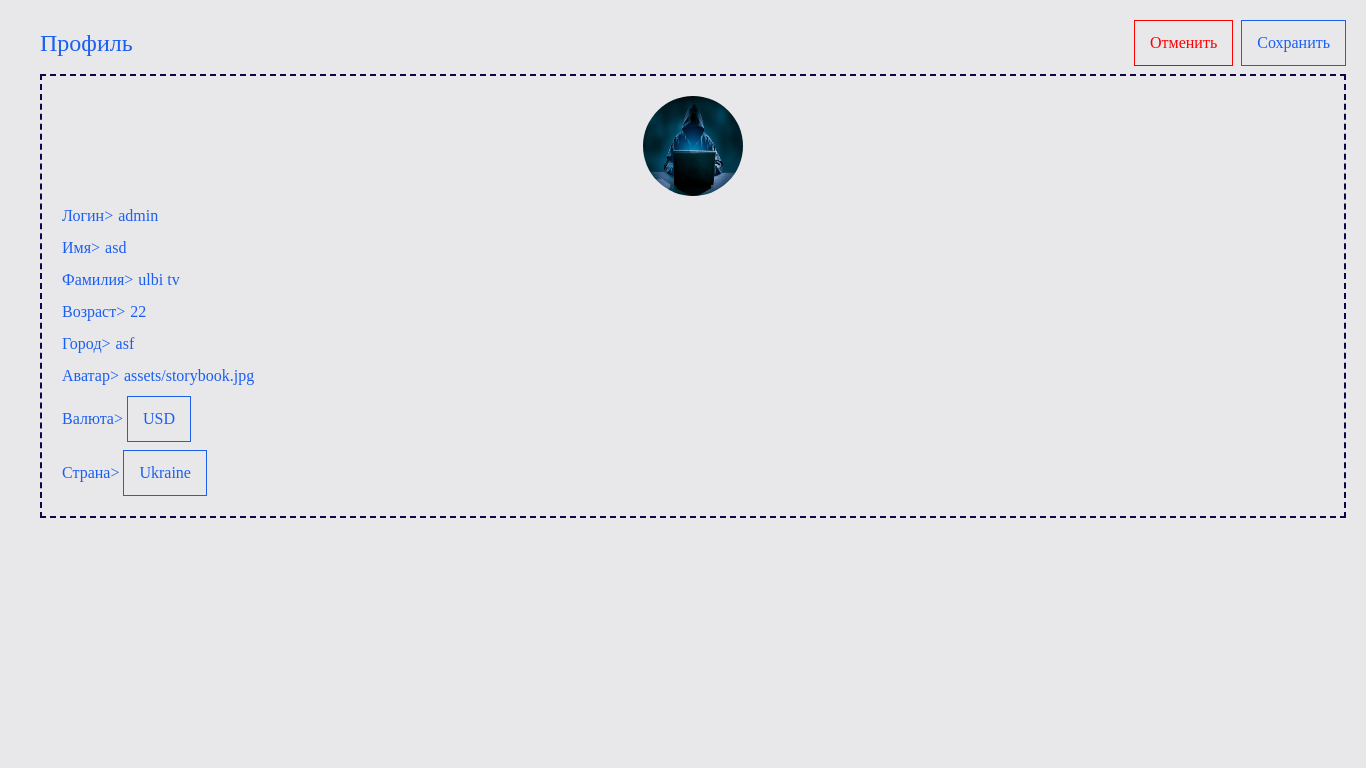 Профиль
Отменить
Сохранить
Логин> admin
Имя> asd
Фамилия> ulbi tv
Возраст> 22
Город> asf
Аватар> assets/storybook.jpg
Валюта> USD
Страна> Ukraine